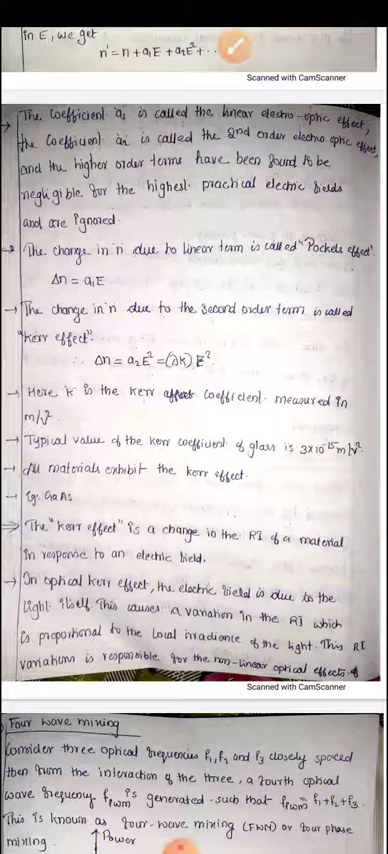 in E, we get
n' = n + a₁E + a₂E² + ..
Scanned with CamScanner
→ The coefficient a₁ is called the linear electro-optic effect,
the coefficient a₂ is called the 2nd order electro optic effect,
and the higher order terms have been found to be
negligible for the highest practical electric fields
and are ignored.
→ The change in n due to linear term is called "Pockels effect"
Δn = a₁E
→ The change in n due to the second order term is called
"Kerr effect".
∴ Δn = a₂E² = (λK) E².
→ Here K is the Kerr coefficient measured in
m/v²
→ Typical value of the kerr coefficient of glass is 3×10⁻¹⁵ m/v²
→ All materials exhibit the kerr effect.
→ Eg: GaAs
⇒ The "kerr effect" is a change in the RI of a material
in response to an electric field.
→ In optical kerr effect, the electric field is due to the
light itself. This causes a variation in the RI which
is proportional to the local irradiance of the light. This RI
variations is responsible for the non-linear optical effects of
Scanned with CamScanner
Four wave mixing
Consider three optical frequencies f₁, f₂ and f₃ closely spaced
then from the interaction of the three, a fourth optical
wave frequency f_FWM is generated such that f_FWM = f₁ + f₂ ± f₃.
This is known as four-wave mixing (FWM) or four phase
mixing. ↑ Power